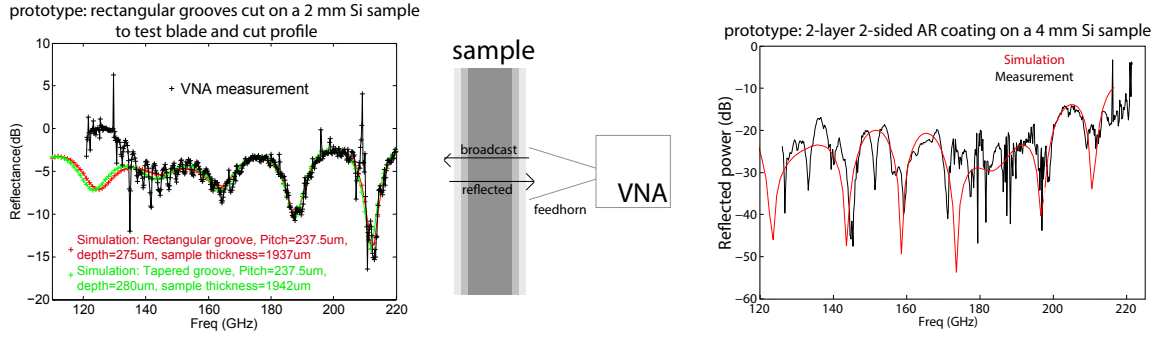 prototype: rectangular grooves cut on a 2 mm Si sample
to test blade and cut profile
10
5
0
−5
−10
−15
−20
Reflectance(dB)
+ VNA measurement
+ Simulation: Rectangular groove, Pitch=237.5um,
depth=275um, sample thickness=1937um
+ Simulation: Tapered groove, Pitch=237.5um,
depth=280um, sample thickness=1942um
120 140 160 180 200 220
Freq (GHz)
sample
broadcast
reflected
feedhorn
VNA
prototype: 2-layer 2-sided AR coating on a 4 mm Si sample
Simulation
Measurement
0
−10
−20
−30
−40
−50
−60
Reflected power (dB)
120 140 160 180 200 220
Freq (GHz)